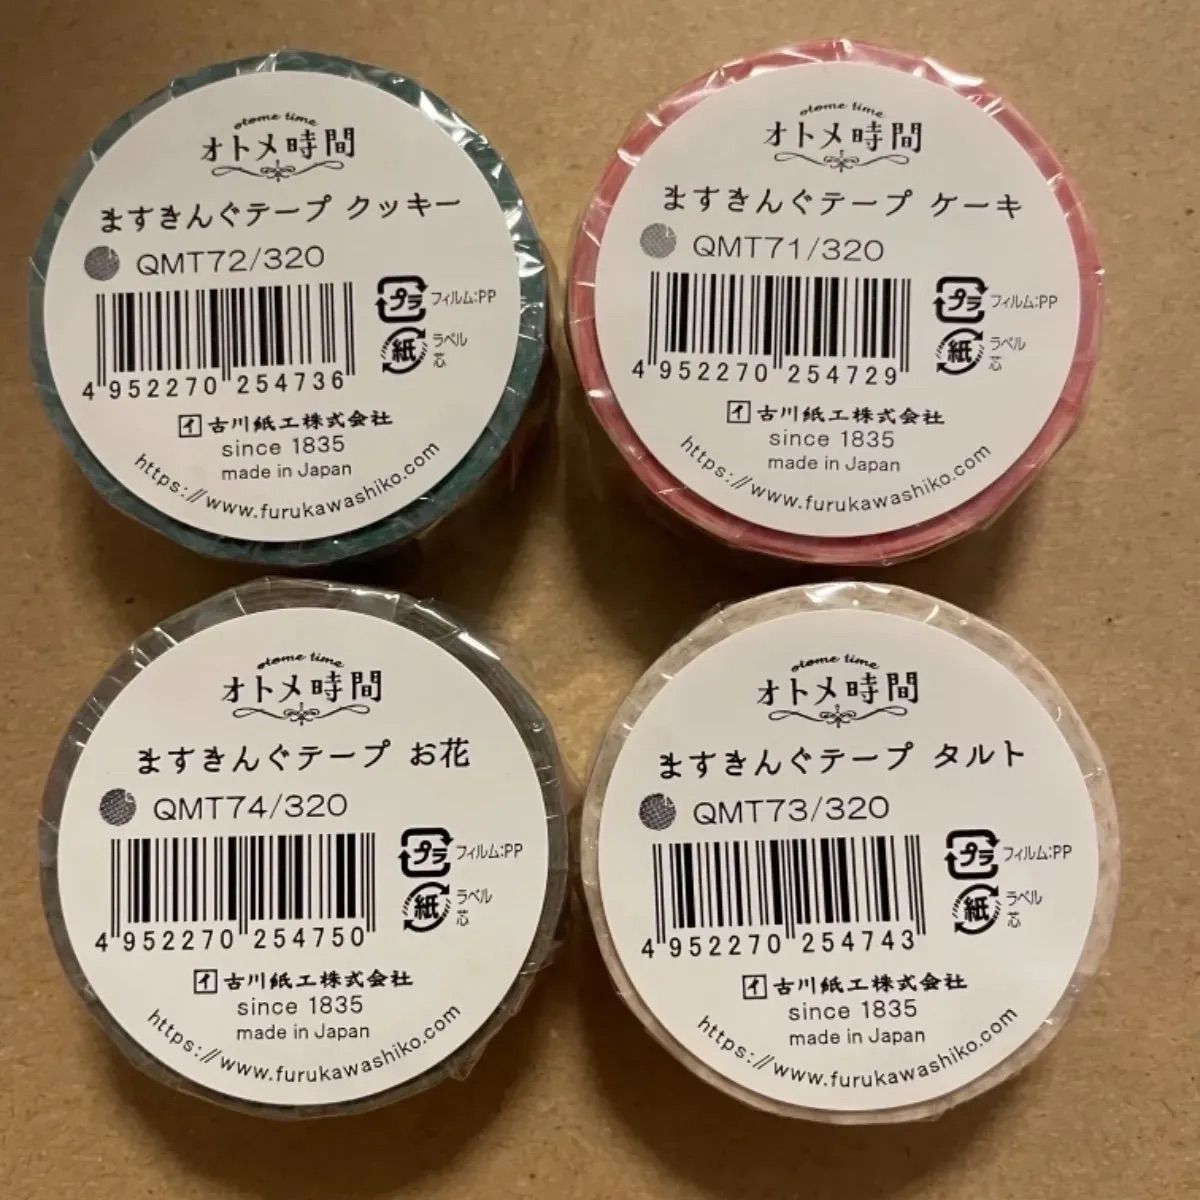 otome time
オトメ時間
ますきんぐテープ クッキー
QMT72/320
プラ フィルム:PP
紙 ラベル
芯
4 952270 254736
イ 古川紙工株式会社
since 1835
made in Japan
https://www.furukawashiko.com
otome time
オトメ時間
ますきんぐテープ ケーキ
QMT71/320
プラ フィルム:PP
紙 ラベル
芯
4 952270 254729
イ 古川紙工株式会社
since 1835
made in Japan
https://www.furukawashiko.com
otome time
オトメ時間
ますきんぐテープ お花
QMT74/320
プラ フィルム:PP
紙 ラベル
芯
4 952270 254750
イ 古川紙工株式会社
since 1835
made in Japan
https://www.furukawashiko.com
otome time
オトメ時間
ますきんぐテープ タルト
QMT73/320
プラ フィルム:PP
紙 ラベル
芯
4 952270 254743
イ 古川紙工株式会社
since 1835
made in Japan
https://www.furukawashiko.com